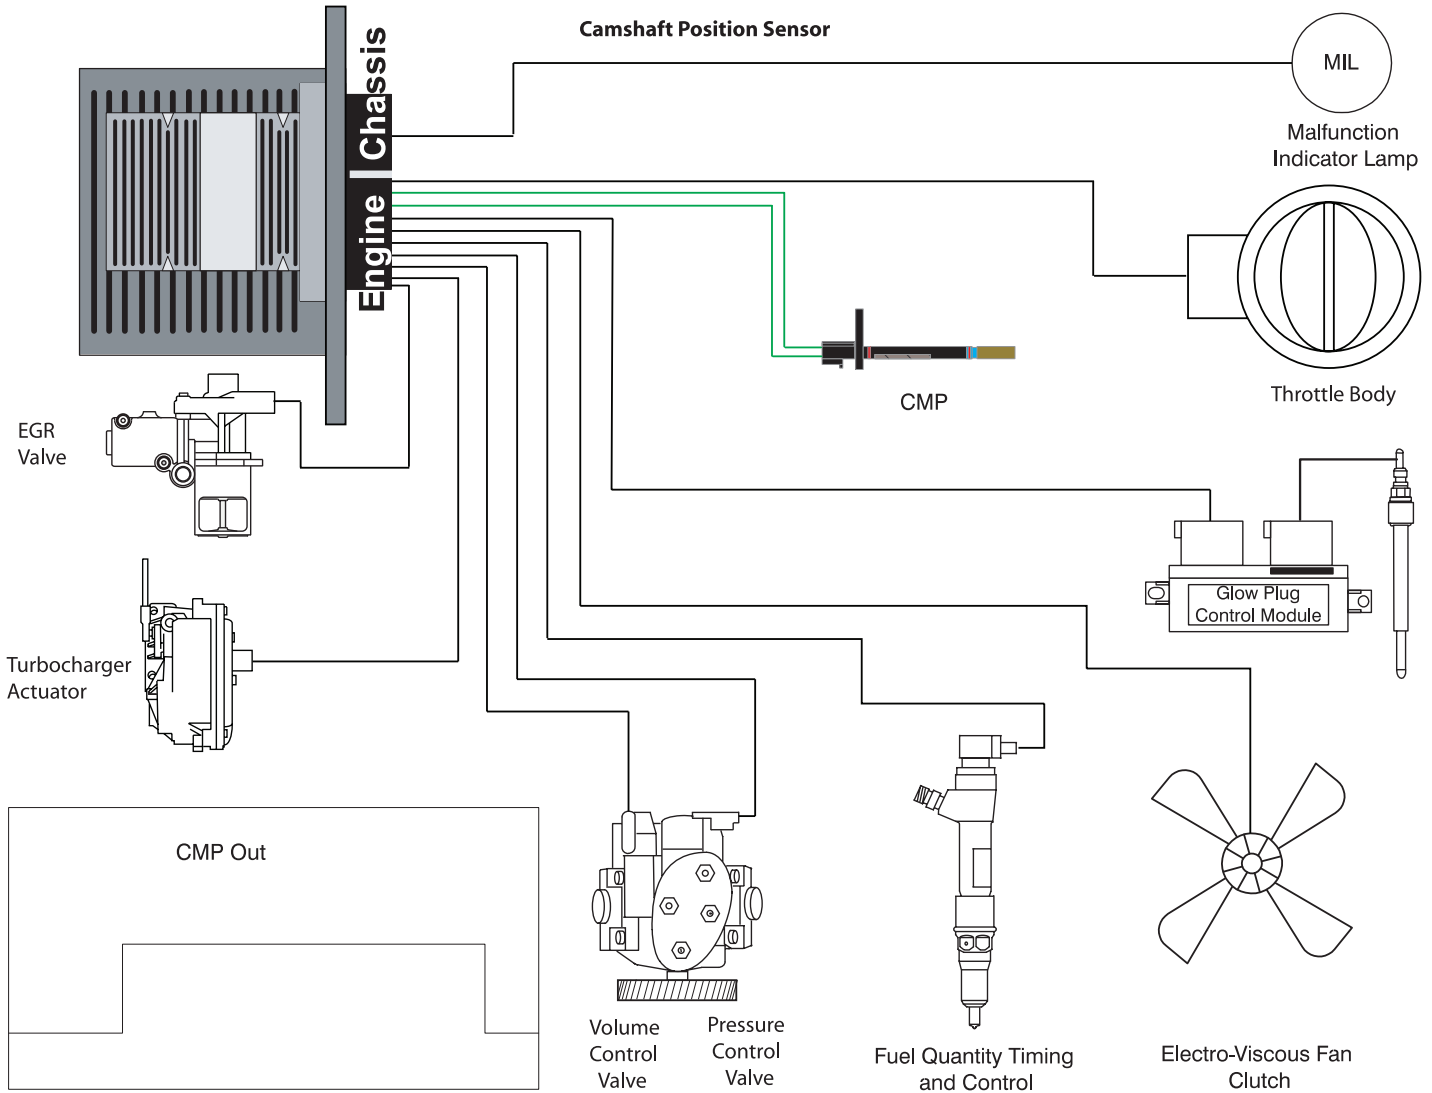 Camshaft Position Sensor
Chassis
Engine
MIL
Malfunction
Indicator Lamp
Throttle Body
CMP
EGR
Valve
Glow Plug
Control Module
Turbocharger
Actuator
CMP Out
Volume
Control
Valve
Pressure
Control
Valve
Fuel Quantity Timing
and Control
Electro-Viscous Fan
Clutch